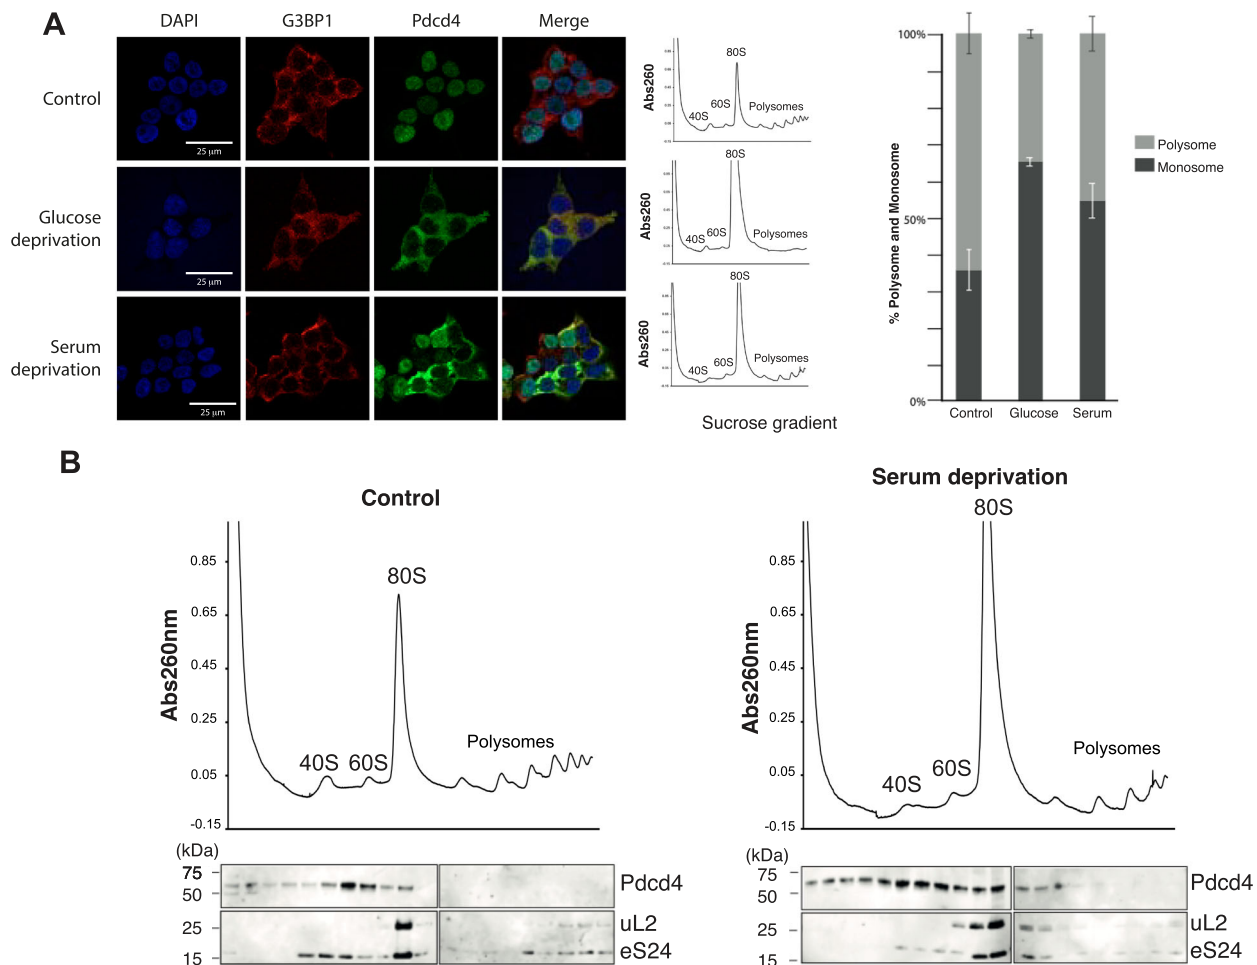 A
DAPI G3BP1 Pdcd4 Merge
Control
Glucose
deprivation
Serum
deprivation
25 μm
25 μm
25 μm
Abs260
40S 60S 80S Polysomes
Abs260
40S 60S 80S Polysomes
Abs260
40S 60S 80S Polysomes
Sucrose gradient
% Polysome and Monosome
100%
50%
0%
Control Glucose Serum
Polysome
Monosome
B
Control
Abs260nm
0.85
0.65
0.45
0.25
0.05
-0.15
40S 60S 80S Polysomes
(kDa)
75
50
25
15
Pdcd4
uL2
eS24
Serum deprivation
Abs260nm
0.85
0.65
0.45
0.25
0.05
-0.15
40S 60S 80S Polysomes
(kDa)
75
50
25
15
Pdcd4
uL2
eS24